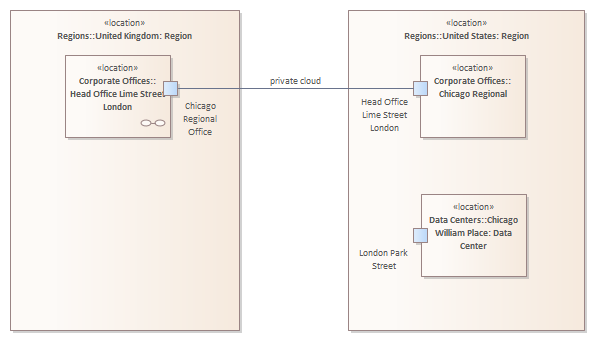 «location»
Regions::United Kingdom: Region
«location»
Corporate Offices::
Head Office Lime Street
London
Chicago
Regional
Office
private cloud
«location»
Regions::United States: Region
«location»
Corporate Offices::
Chicago Regional
Head Office
Lime Street
London
«location»
Data Centers::Chicago
William Place: Data
Center
London Park
Street